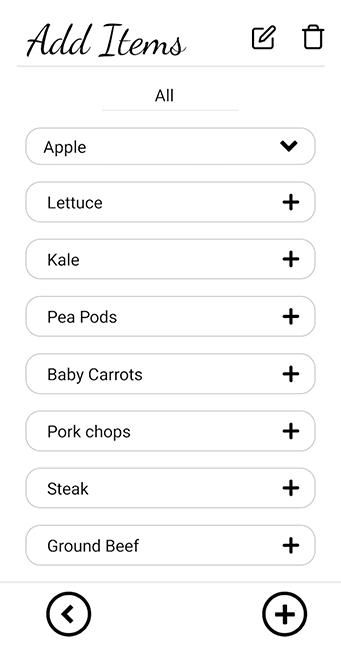 Add Items
All
Apple
Lettuce
Kale
Pea Pods
Baby Carrots
Pork chops
Steak
Ground Beef